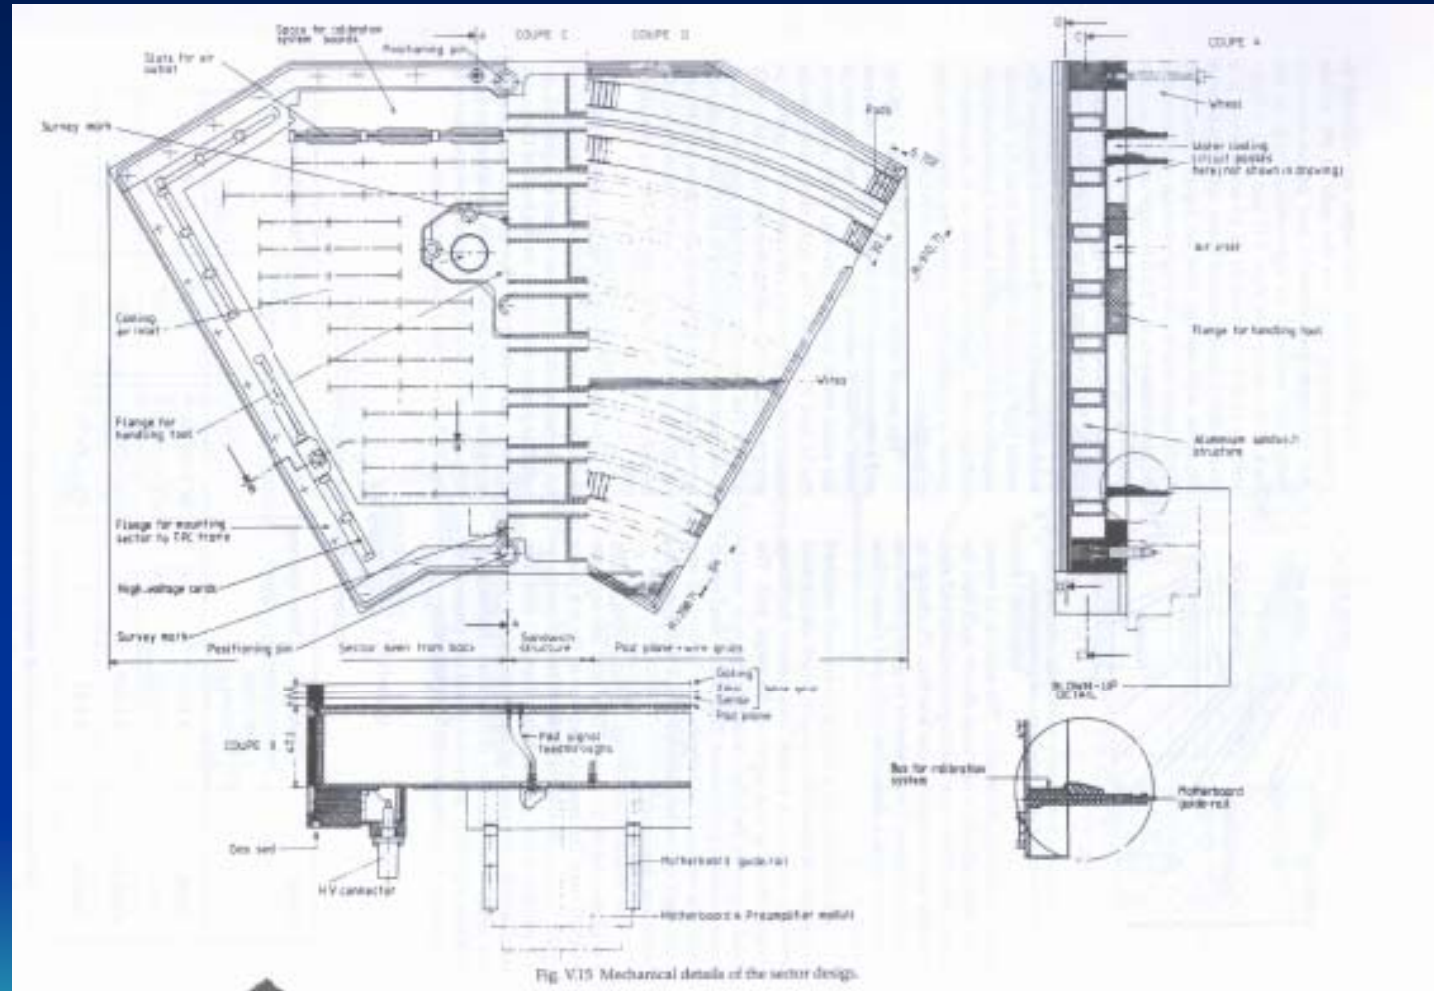 Space for calibration
system boards
Positioning pin
A
COUPE C
COUPE D
Slots for air
outlet
Survey mark
Pads
Cooling
air inlet
Flange for
handling tool
Wires
Flange for mounting
sector to TPC frame
High voltage cards
Survey mark
Positioning pin
Sector seen from back
Sandwich
structure
Pad plane + wire grids
D
C
COUPE A
Wheel
Water cooling
circuit passes
here (not shown in drawing)
Air inlet
Flange for handling tool
Aluminium sandwich
structure
BLOWN-UP
DETAIL
Gating
Sense
Pad plane
COUPE B
Pad signal
feedthroughs
Gas seal
HV connector
Motherboard guide-rail
Motherboard & Preamplifier module
Bus for calibration
system
Motherboard
guide-rail
Fig. V.15 Mechanical details of the sector design.